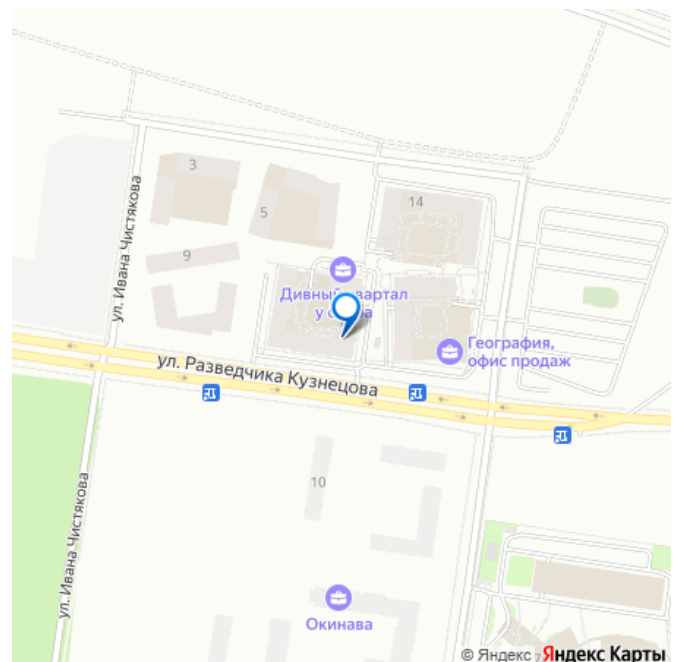 3
14
5
ул. Ивана Чистякова
9
Дивный квартал
География,
офис продаж
ул. Разведчика Кузнецова
10
ул. Ивана Чистякова
Окинава
© Яндекс Яндекс Карты